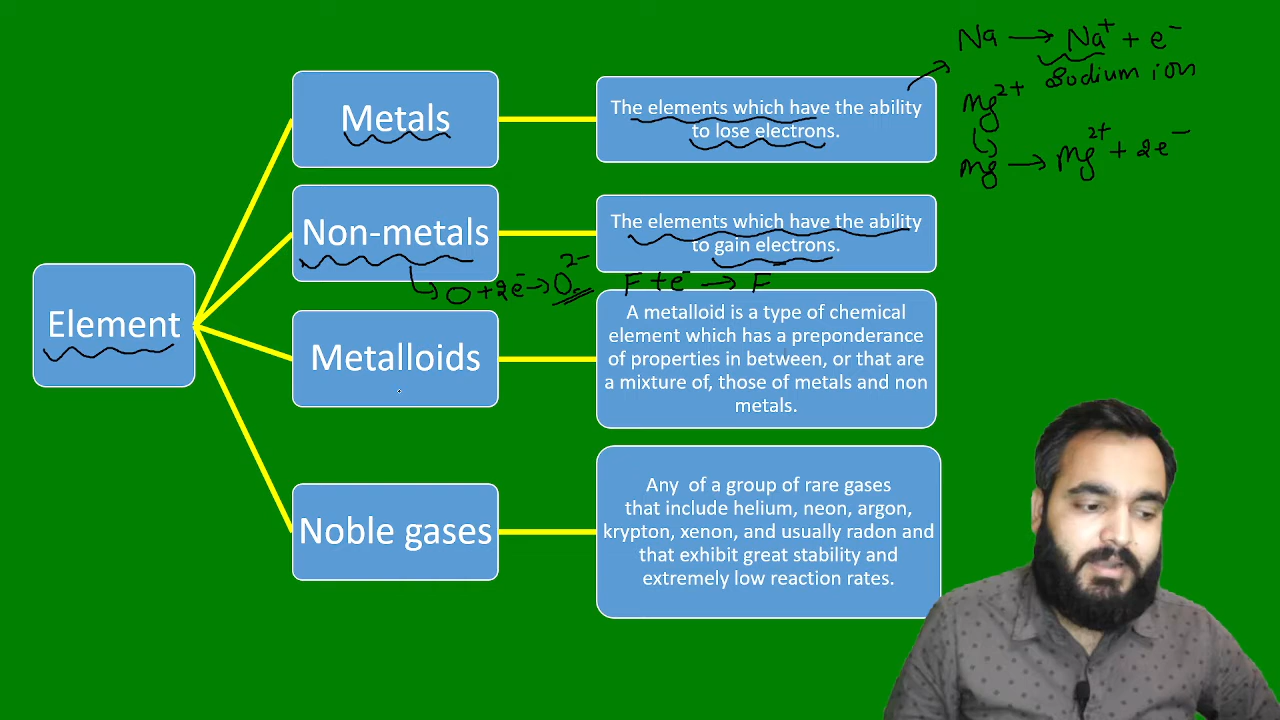 Na → Na⁺ + e⁻
Sodium ion
Mg²⁺
Mg → Mg²⁺ + 2e⁻
Element
Metals
The elements which have the ability
to lose electrons.
Non-metals
The elements which have the ability
to gain electrons.
O + 2e⁻ → O²⁻
F + e⁻ → F
Metalloids
A metalloid is a type of chemical
element which has a preponderance
of properties in between, or that are
a mixture of, those of metals and non
metals.
Noble gases
Any of a group of rare gases
that include helium, neon, argon,
krypton, xenon, and usually radon and
that exhibit great stability and
extremely low reaction rates.